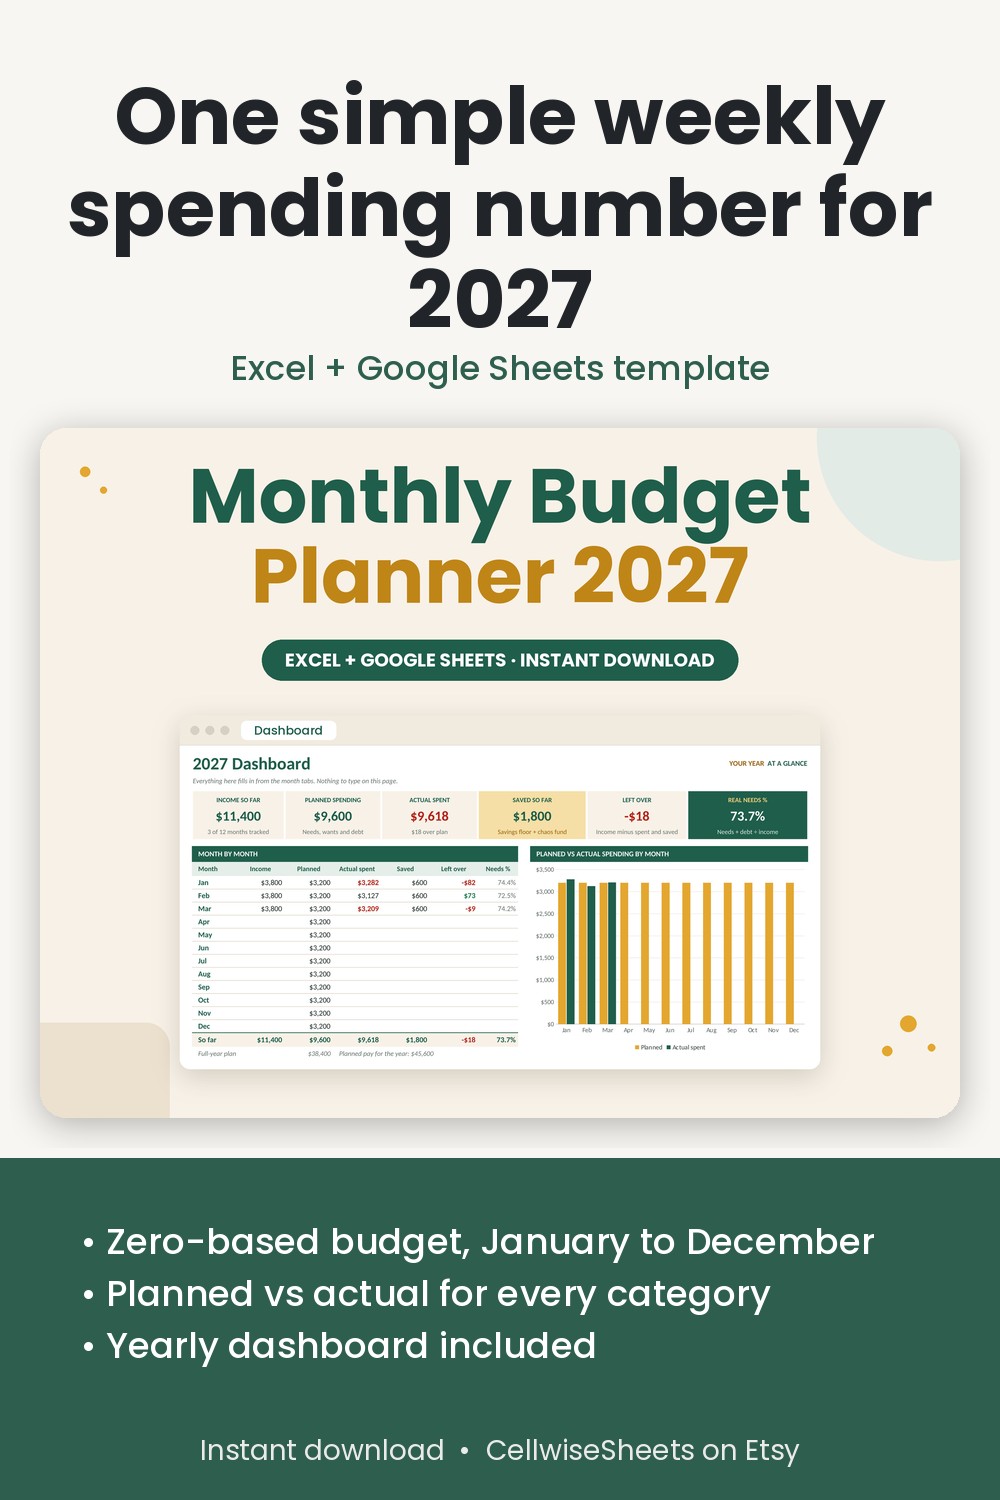 One simple weekly
spending number for
2027
Excel + Google Sheets template
Monthly Budget
Planner 2027
EXCEL + GOOGLE SHEETS · INSTANT DOWNLOAD
Dashboard
2027 Dashboard
YOUR YEAR AT A GLANCE
Everything here fills in from the month tabs. Nothing to type on this page.
INCOME SO FAR PLANNED SPENDING ACTUAL SPENT SAVED SO FAR LEFT OVER REAL NEEDS %
$11,400 $9,600 $9,618 $1,800 -$18 73.7%
3 of 12 months tracked Needs, wants and debt $18 over plan Savings floor + chaos fund Income minus spent and saved Needs + debt ÷ income
MONTH BY MONTH
Month Income Planned Actual spent Saved Left over Needs %
Jan $3,800 $3,200 $3,282 $600 -$82 74.4%
Feb $3,800 $3,200 $3,127 $600 $73 72.5%
Mar $3,800 $3,200 $3,209 $600 -$9 74.2%
Apr $3,200
May $3,200
Jun $3,200
Jul $3,200
Aug $3,200
Sep $3,200
Oct $3,200
Nov $3,200
Dec $3,200
So far $11,400 $9,600 $9,618 $1,800 -$18 73.7%
Full-year plan $38,400 Planned pay for the year: $45,600
PLANNED VS ACTUAL SPENDING BY MONTH
$3,500
$3,000
$2,500
$2,000
$1,500
$1,000
$500
$0
Jan Feb Mar Apr May Jun Jul Aug Sep Oct Nov Dec
Planned Actual spent
• Zero-based budget, January to December
• Planned vs actual for every category
• Yearly dashboard included
Instant download • CellwiseSheets on Etsy